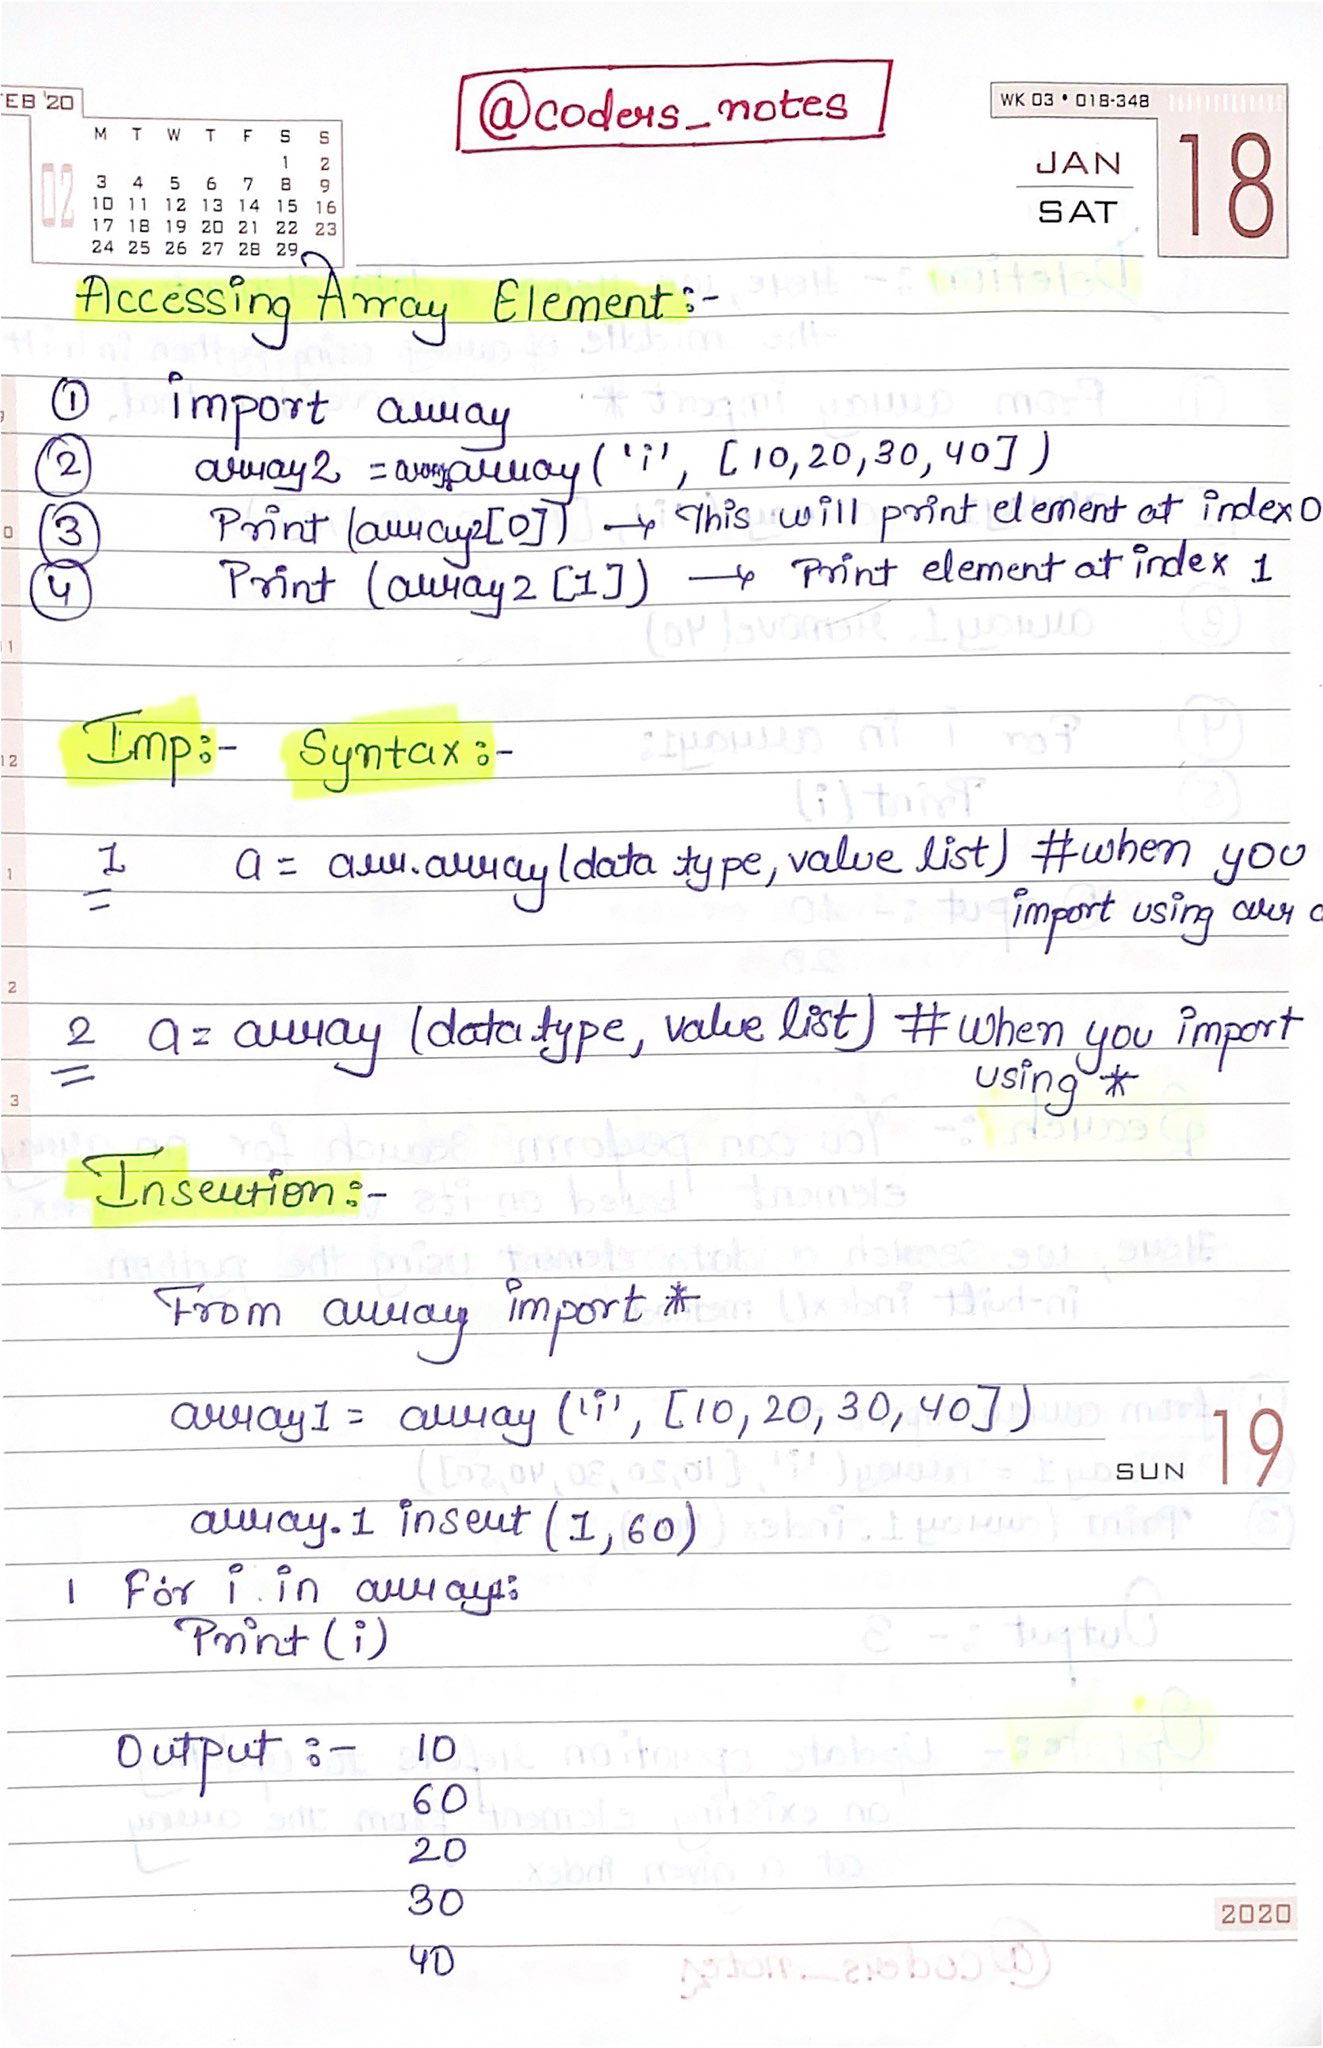 EB '20
@coders_notes
WK 03 • 018-348
M T W T F S S
1 2
3 4 5 6 7 8 9
10 11 12 13 14 15 16
17 18 19 20 21 22 23
24 25 26 27 28 29
02
JAN
SAT
18
Accessing Array Element:-
① import array
② array2 = array.array('i', [10,20,30,40])
③ Print (array2[0]) → This will print element at index 0
④ Print (array2 [1]) → Print element at index 1
11
Imp:- Syntax:-
12
1 a = arr.array(data type, value list) #when you
1
import using arr
2
2 a = array (data type, value list) #when you import
using *
3
Insertion:-
From array import *
array1 = array ('i', [10, 20, 30, 40])
SUN 19
array.1 insert (1, 60)
1 For i in array1:
Print (i)
Output :- 10
60
20
30
2020
40